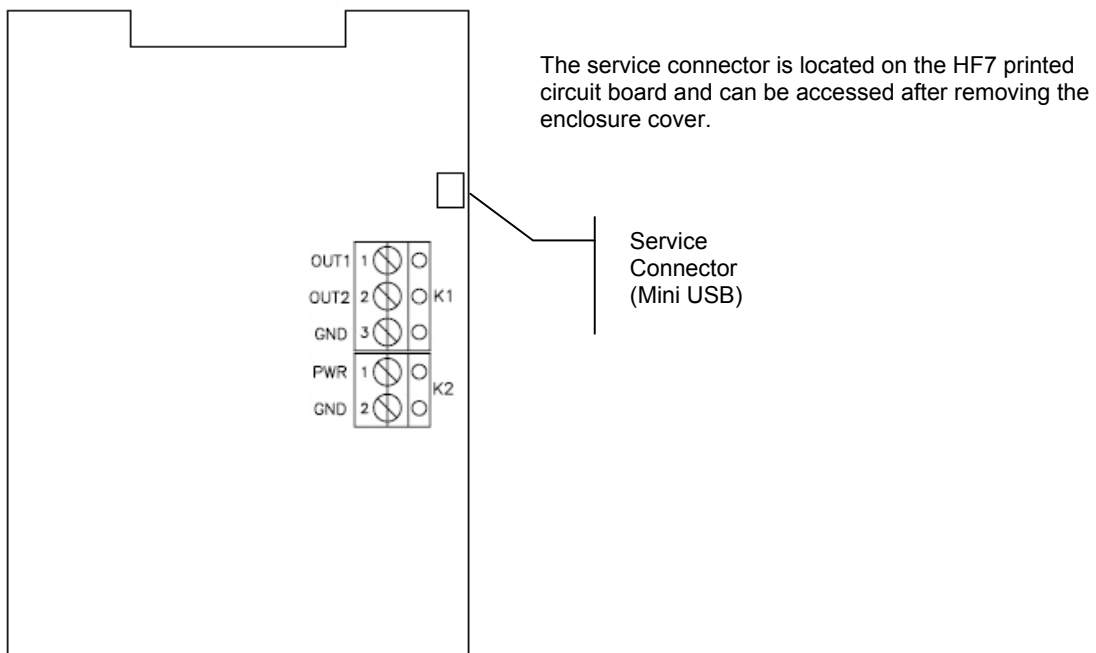 The service connector is located on the HF7 printed
circuit board and can be accessed after removing the
enclosure cover.
Service
Connector
(Mini USB)
OUT1 1
OUT2 2 K1
GND 3
PWR 1
K2
GND 2